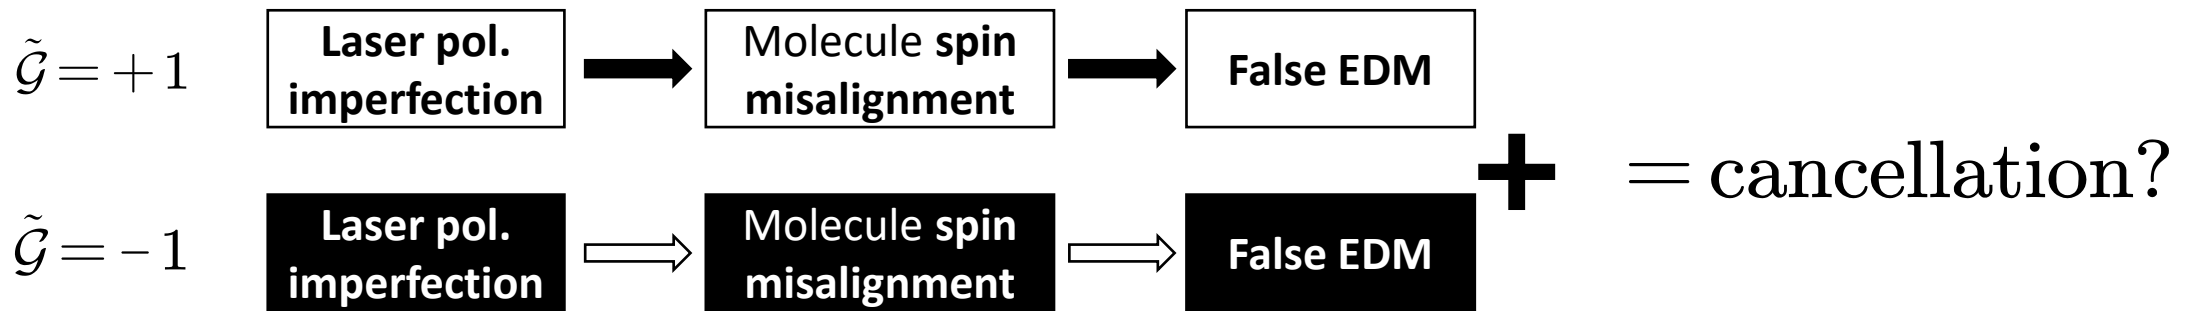 𝒢̃ = +1
Laser pol.
imperfection
Molecule spin
misalignment
False EDM
+ = cancellation?
𝒢̃ = −1
Laser pol.
imperfection
Molecule spin
misalignment
False EDM